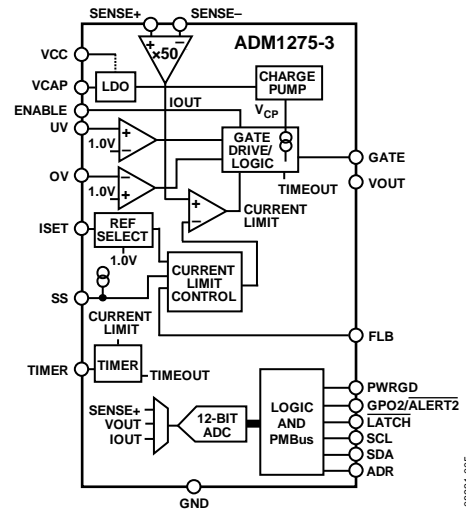 SENSE+ SENSE–
ADM1275-3
VCC
+ –
×50
VCAP
LDO
CHARGE
PUMP
ENABLE
IOUT
VCP
UV
+
1.0V –
GATE
DRIVE/
LOGIC
GATE
OV
–
1.0V +
TIMEOUT
VOUT
+
–
CURRENT
LIMIT
ISET
REF
SELECT
1.0V
CURRENT
LIMIT
CONTROL
SS
CURRENT
LIMIT
FLB
TIMER
TIMER
TIMEOUT
SENSE+
VOUT
IOUT
12-BIT
ADC
LOGIC
AND
PMBus
PWRGD
GPO2/ALERT2
LATCH
SCL
SDA
ADR
GND